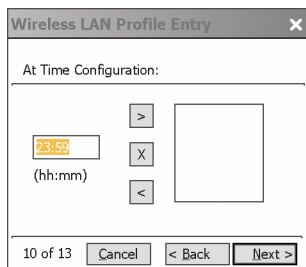 Wireless LAN Profile Entry X
At Time Configuration:
>
23:59
X
(hh:mm)
<
10 of 13 Cancel < Back Next >